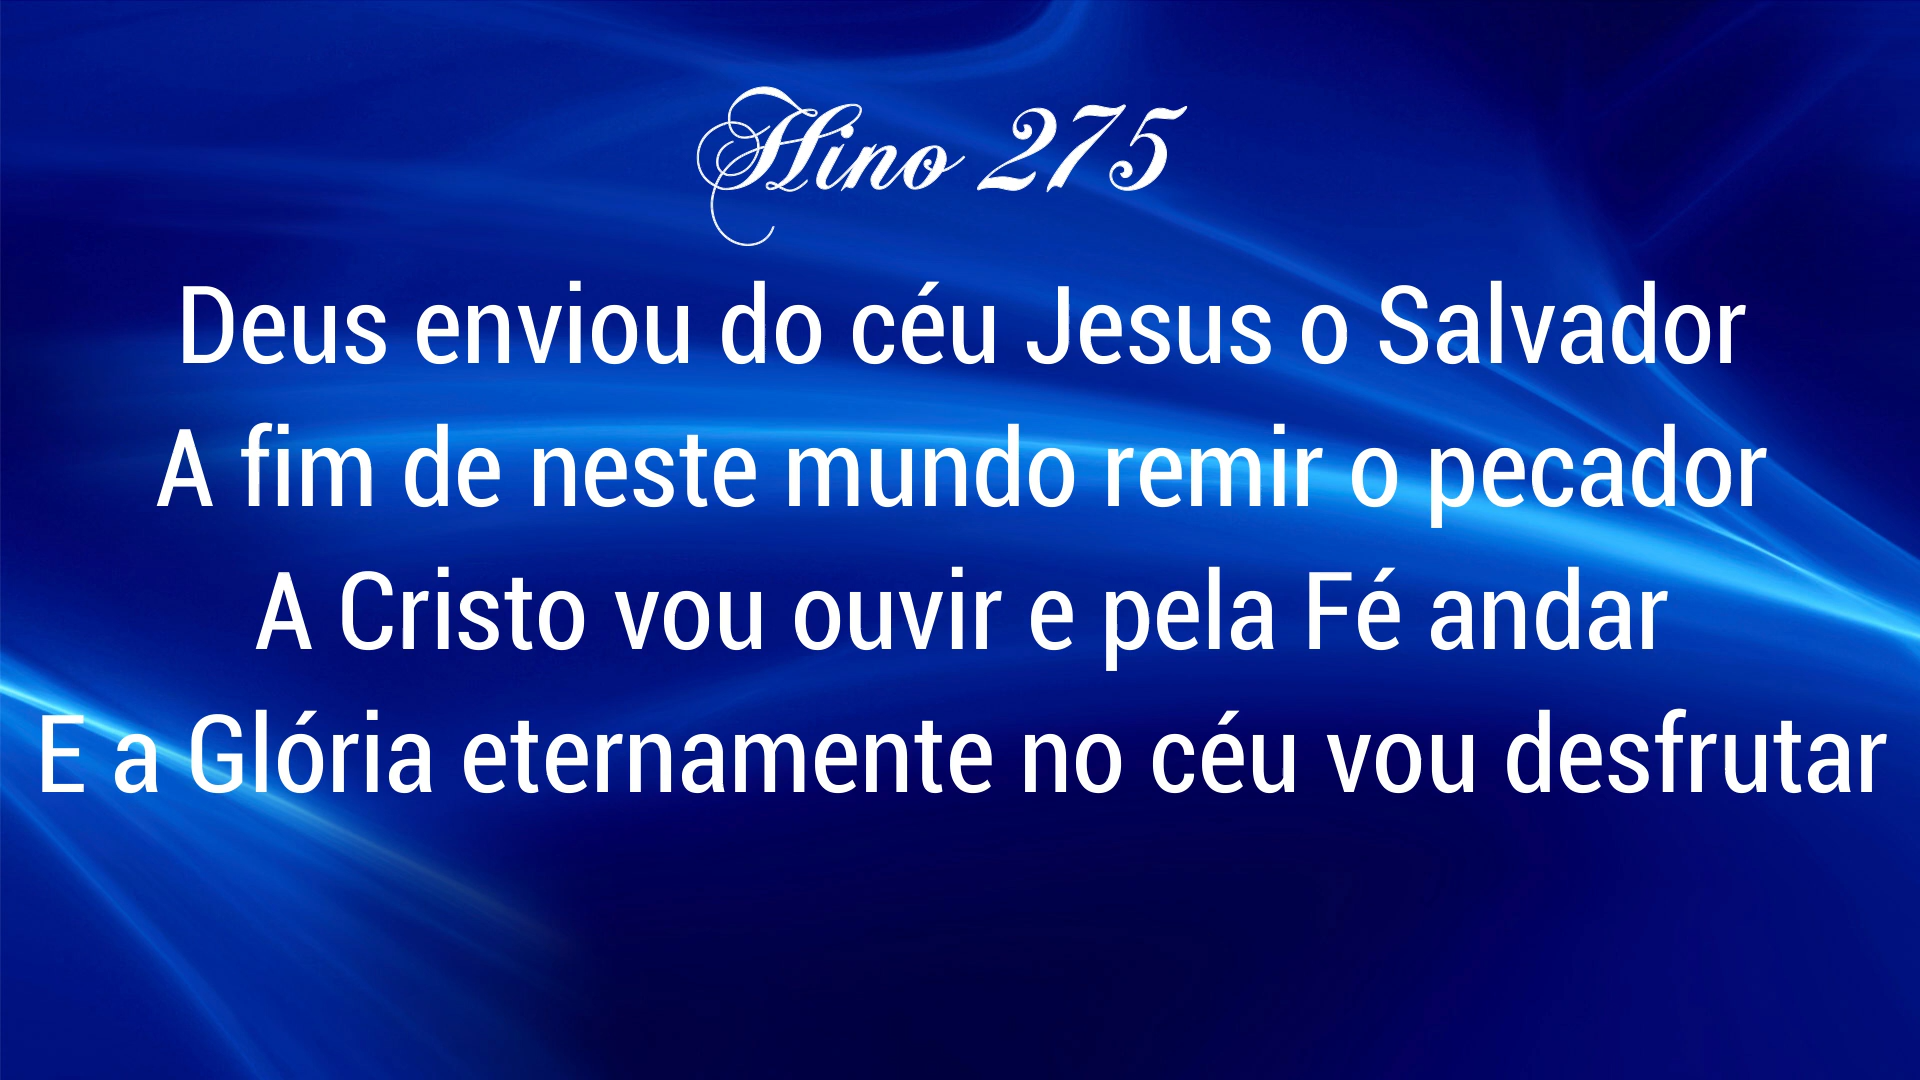 Hino 275
Deus enviou do céu Jesus o Salvador
A fim de neste mundo remir o pecador
A Cristo vou ouvir e pela Fé andar
E a Glória eternamente no céu vou desfrutar